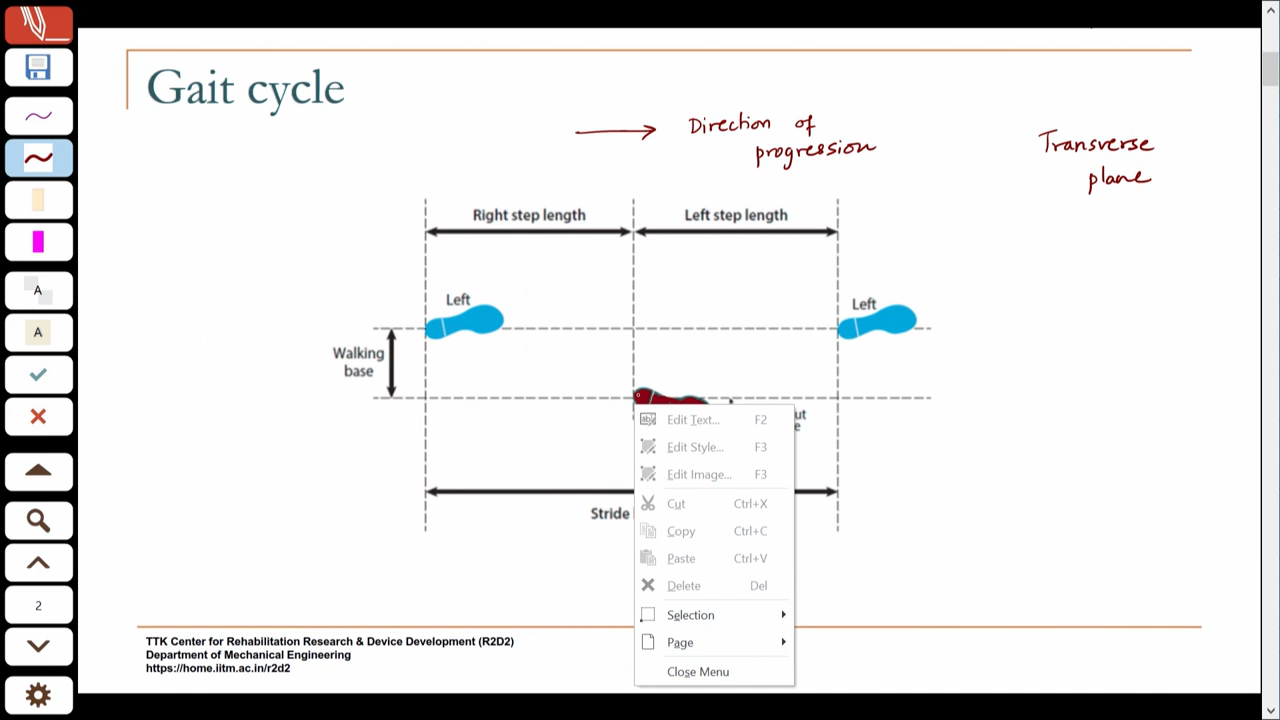 Gait cycle
Direction of
progression
Transverse
plane
Right step length
Left step length
Left
Left
Walking
base
A
A
Edit Text... F2
Edit Style... F3
Edit Image... F3
Cut Ctrl+X
Copy Ctrl+C
Paste Ctrl+V
Delete Del
Selection
Page
Close Menu
Stride
2
TTK Center for Rehabilitation Research & Device Development (R2D2)
Department of Mechanical Engineering
https://home.iitm.ac.in/r2d2